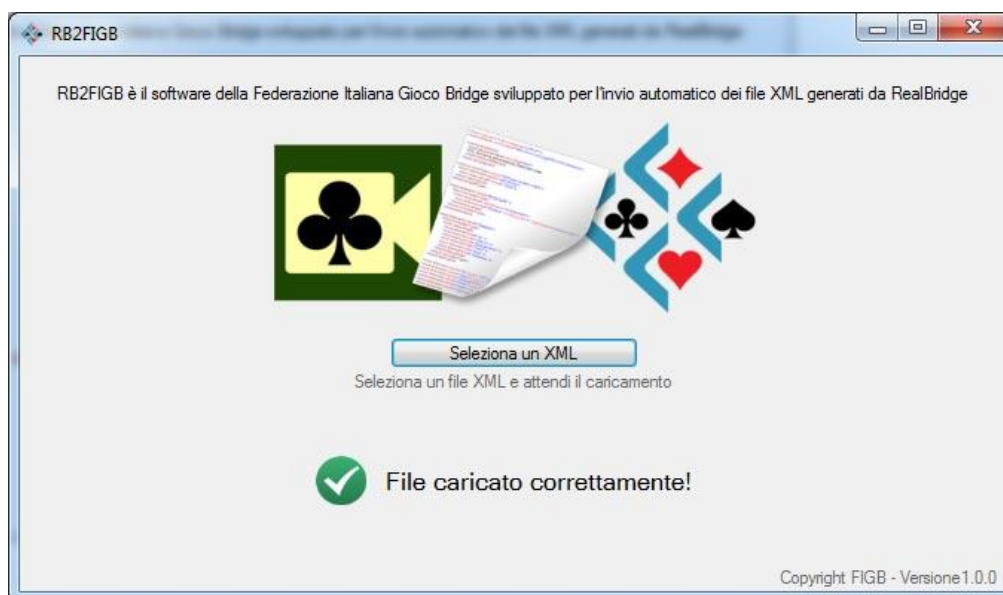 RB2FIGB
RB2FIGB è il software della Federazione Italiana Gioco Bridge sviluppato per l'invio automatico dei file XML generati da RealBridge
Seleziona un XML
Seleziona un file XML e attendi il caricamento
File caricato correttamente!
Copyright FIGB - Versione1.0.0